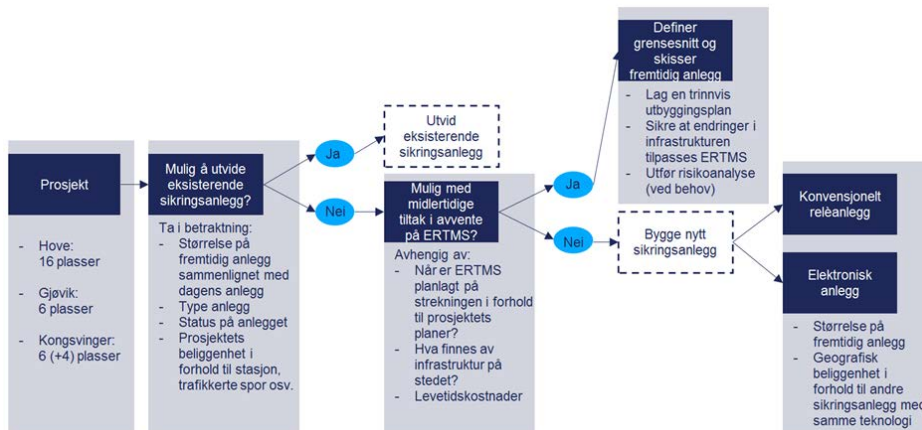 Prosjekt
- Hove:
16 plasser
- Gjøvik:
6 plasser
- Kongsvinger:
6 (+4) plasser
Mulig å utvide
eksisterende
sikringsanlegg?
Ta i betraktning:
- Størrelse på
fremtidig anlegg
sammenlignet med
dagens anlegg
- Type anlegg
- Status på anlegget
- Prosjektets
beliggenhet i
forhold til stasjon,
trafikkerte spor osv.
Ja
Nei
Utvid
eksisterende
sikringsanlegg
Mulig med
midlertidige
tiltak i avvente
på ERTMS?
Avhengig av:
- Når er ERTMS
planlagt på
strekningen i forhold
til prosjektets
planer?
- Hva finnes av
infrastruktur på
stedet?
- Levetidskostnader
Ja
Nei
Definer
grensesnitt og
skisser
fremtidig anlegg
- Lag en trinnvis
utbyggingsplan
- Sikre at endringer i
infrastrukturen
tilpasses ERTMS
- Utfør risikoanalyse
(ved behov)
Bygge nytt
sikringsanlegg
Konvensjonelt
relèanlegg
Elektronisk
anlegg
- Størrelse på
fremtidig anlegg
- Geografisk
beliggenhet i
forhold til andre
sikringsanlegg med
samme teknologi